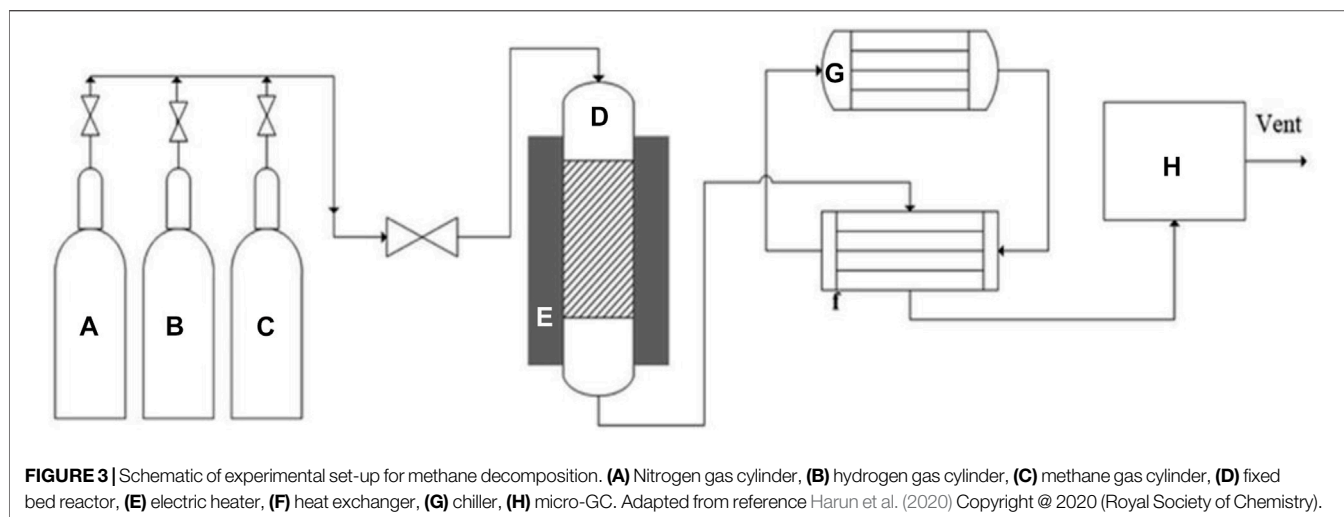 G
D
H
Vent
E
A
B
C
f
FIGURE 3 | Schematic of experimental set-up for methane decomposition. (A) Nitrogen gas cylinder, (B) hydrogen gas cylinder, (C) methane gas cylinder, (D) fixed
bed reactor, (E) electric heater, (F) heat exchanger, (G) chiller, (H) micro-GC. Adapted from reference Harun et al. (2020) Copyright @ 2020 (Royal Society of Chemistry).